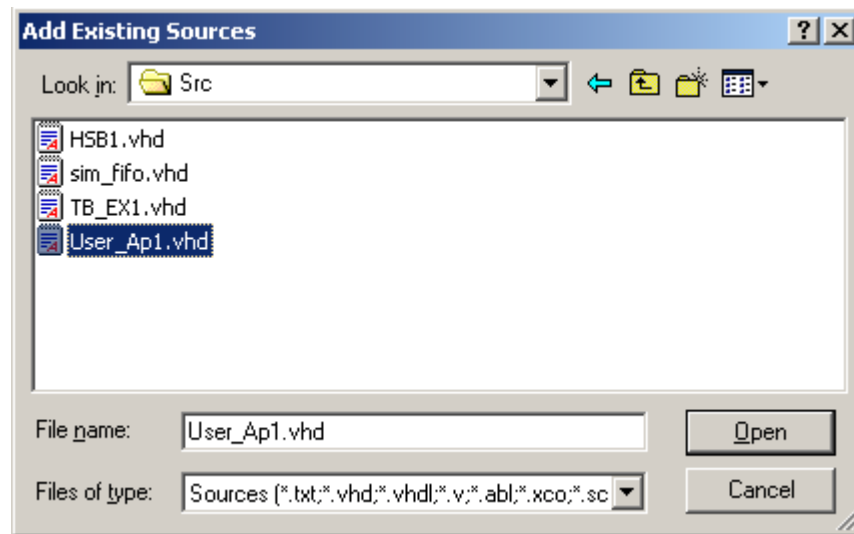 Add Existing Sources
Look in: Src
HSB1.vhd
sim_fifo.vhd
TB_EX1.vhd
User_Ap1.vhd
File name: User_Ap1.vhd Open
Files of type: Sources (*.txt;*.vhd;*.vhdl;*.v;*.abl;*.xco;*.sc Cancel